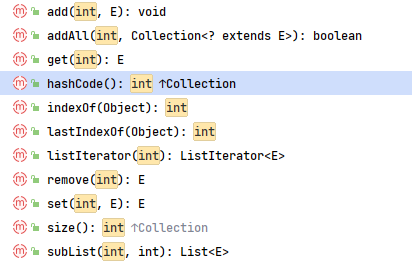 m add(int, E): void
m addAll(int, Collection<? extends E>): boolean
m get(int): E
m hashCode(): int ↑Collection
m indexOf(Object): int
m lastIndexOf(Object): int
m listIterator(int): ListIterator<E>
m remove(int): E
m set(int, E): E
m size(): int ↑Collection
m subList(int, int): List<E>